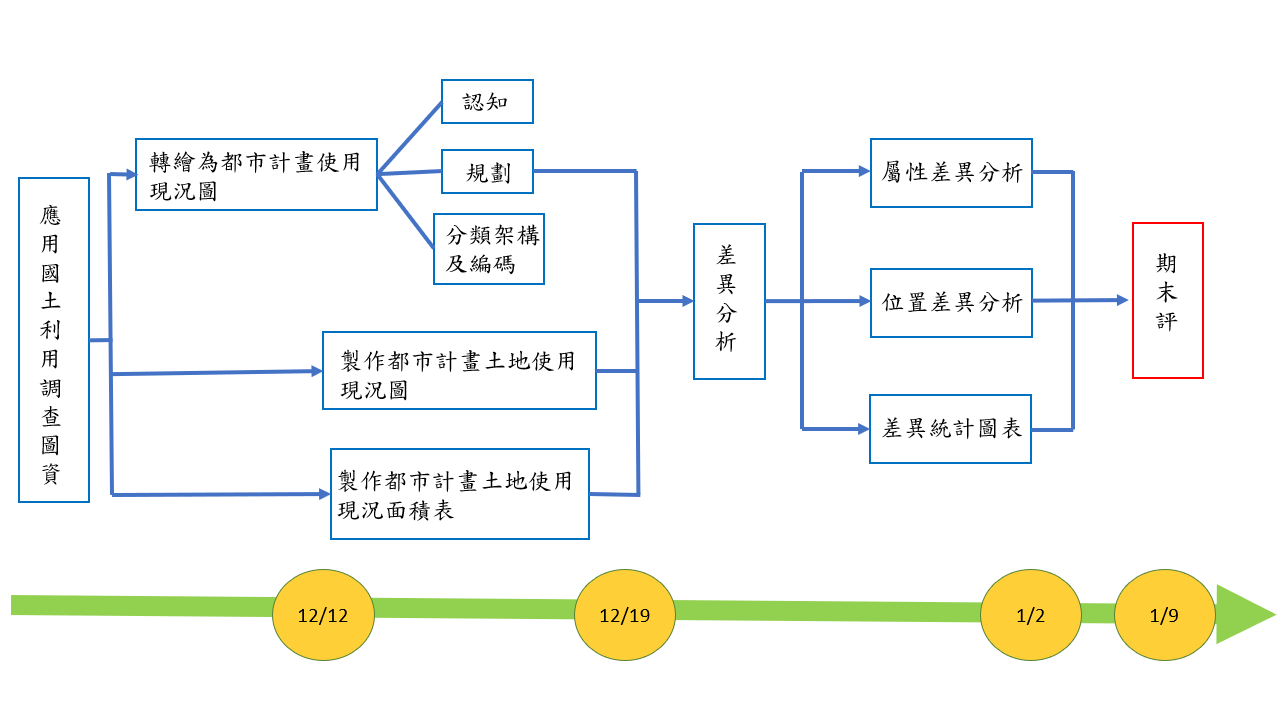 應用國土利用調查圖資
轉繪為都市計畫使用
現況圖
認知
規劃
分類架構
及編碼
製作都市計畫土地使用
現況圖
製作都市計畫土地使用
現況面積表
差異分析
屬性差異分析
位置差異分析
差異統計圖表
期末評
12/12
12/19
1/2
1/9